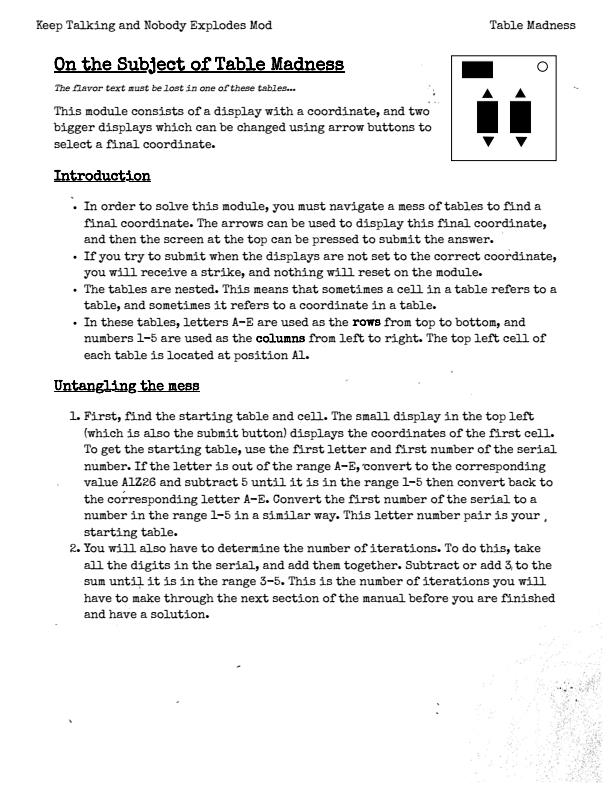 Keep Talking and Nobody Explodes Mod
Table Madness
On the Subject of Table Madness
The flavor text must be lost in one of these tables...
This module consists of a display with a coordinate, and two
bigger displays which can be changed using arrow buttons to
select a final coordinate.
Introduction
• In order to solve this module, you must navigate a mess of tables to find a
final coordinate. The arrows can be used to display this final coordinate,
and then the screen at the top can be pressed to submit the answer.
• If you try to submit when the displays are not set to the correct coordinate,
you will receive a strike, and nothing will reset on the module.
• The tables are nested. This means that sometimes a cell in a table refers to a
table, and sometimes it refers to a coordinate in a table.
• In these tables, letters A-E are used as the rows from top to bottom, and
numbers 1-5 are used as the columns from left to right. The top left cell of
each table is located at position A1.
Untangling the mess
1. First, find the starting table and cell. The small display in the top left
(which is also the submit button) displays the coordinates of the first cell.
To get the starting table, use the first letter and first number of the serial
number. If the letter is out of the range A-E, convert to the corresponding
value A1Z26 and subtract 5 until it is in the range 1-5 then convert back to
the corresponding letter A-E. Convert the first number of the serial to a
number in the range 1-5 in a similar way. This letter number pair is your
starting table.
2. You will also have to determine the number of iterations. To do this, take
all the digits in the serial, and add them together. Subtract or add 3 to the
sum until it is in the range 3-5. This is the number of iterations you will
have to make through the next section of the manual before you are finished
and have a solution.